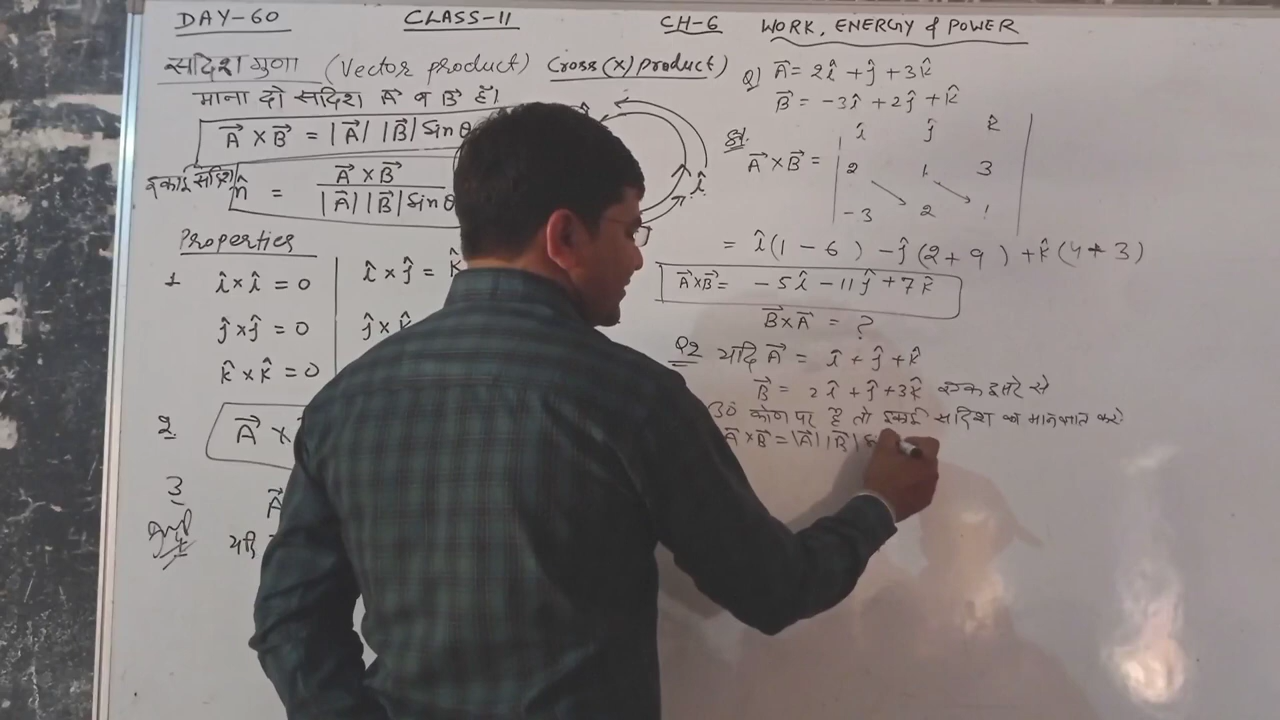 DAY-60 CLASS-11 CH-6 WORK, ENERGY & POWER
सदिश गुणा (Vector product) Cross(x) product)
माना दो सदिश A⃗ व B⃗ हैं।
A⃗ × B⃗ = |A⃗| |B⃗| Sin θ
इकाई सदिश n̂ = A⃗ × B⃗ / |A⃗| |B⃗| Sin θ
î
Properties
1 î × î = 0
ĵ × ĵ = 0
k̂ × k̂ = 0
î × ĵ = k̂
ĵ × k̂
2 A⃗ ×
3 A⃗
यदि
Q) A⃗ = 2î + ĵ + 3k̂
B⃗ = -3î + 2ĵ + k̂
A⃗ × B⃗ = | î ĵ k̂ |
2 1 3
-3 2 1
= î(1 - 6) - ĵ(2 + 9) + k̂(4 + 3)
A⃗×B⃗ = -5î - 11ĵ + 7k̂
B⃗ × A⃗ = ?
Q2 यदि A⃗ = î + ĵ + k̂
B⃗ = 2î + ĵ + 3k̂ एक दूसरे से
30 कोण पर है तो इकाई सदिश का मान ज्ञात करो
A⃗ × B⃗ = |A⃗| |B⃗| S